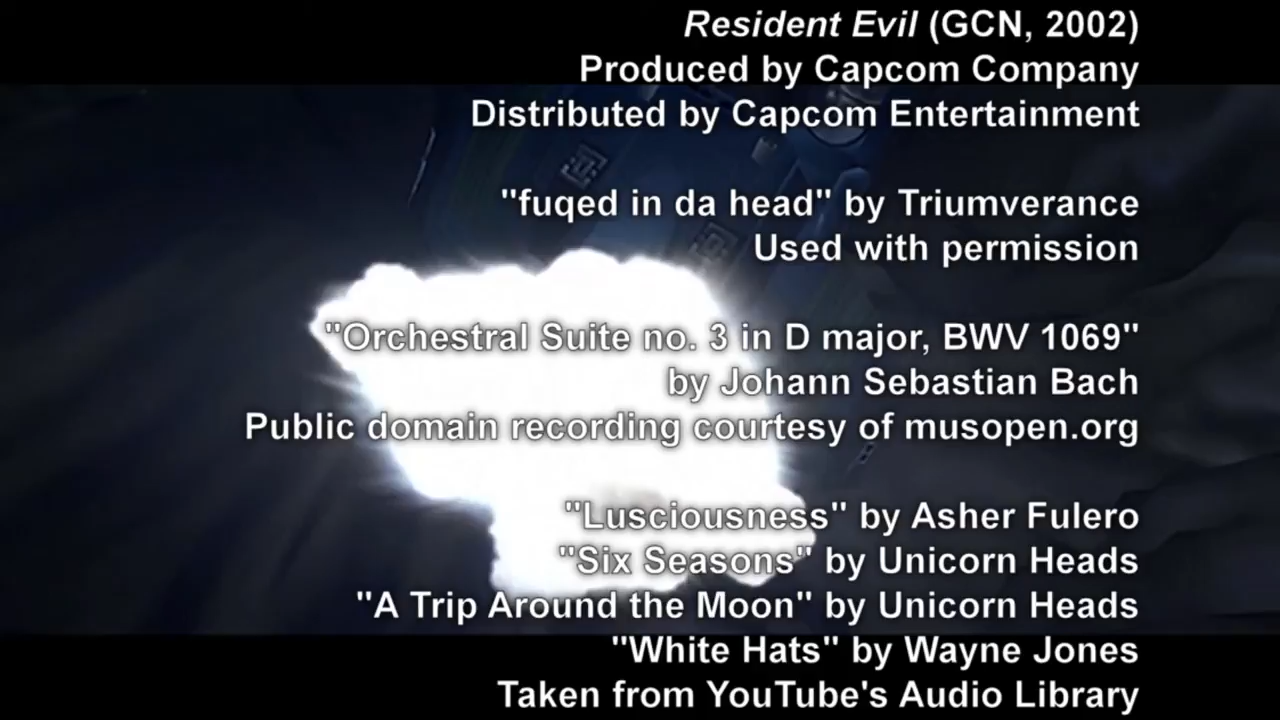 Resident Evil (GCN, 2002)
Produced by Capcom Company
Distributed by Capcom Entertainment
"fuqed in da head" by Triumverance
Used with permission
"Orchestral Suite no. 3 in D major, BWV 1069"
by Johann Sebastian Bach
Public domain recording courtesy of musopen.org
"Lusciousness" by Asher Fulero
"Six Seasons" by Unicorn Heads
"A Trip Around the Moon" by Unicorn Heads
"White Hats" by Wayne Jones
Taken from YouTube's Audio Library